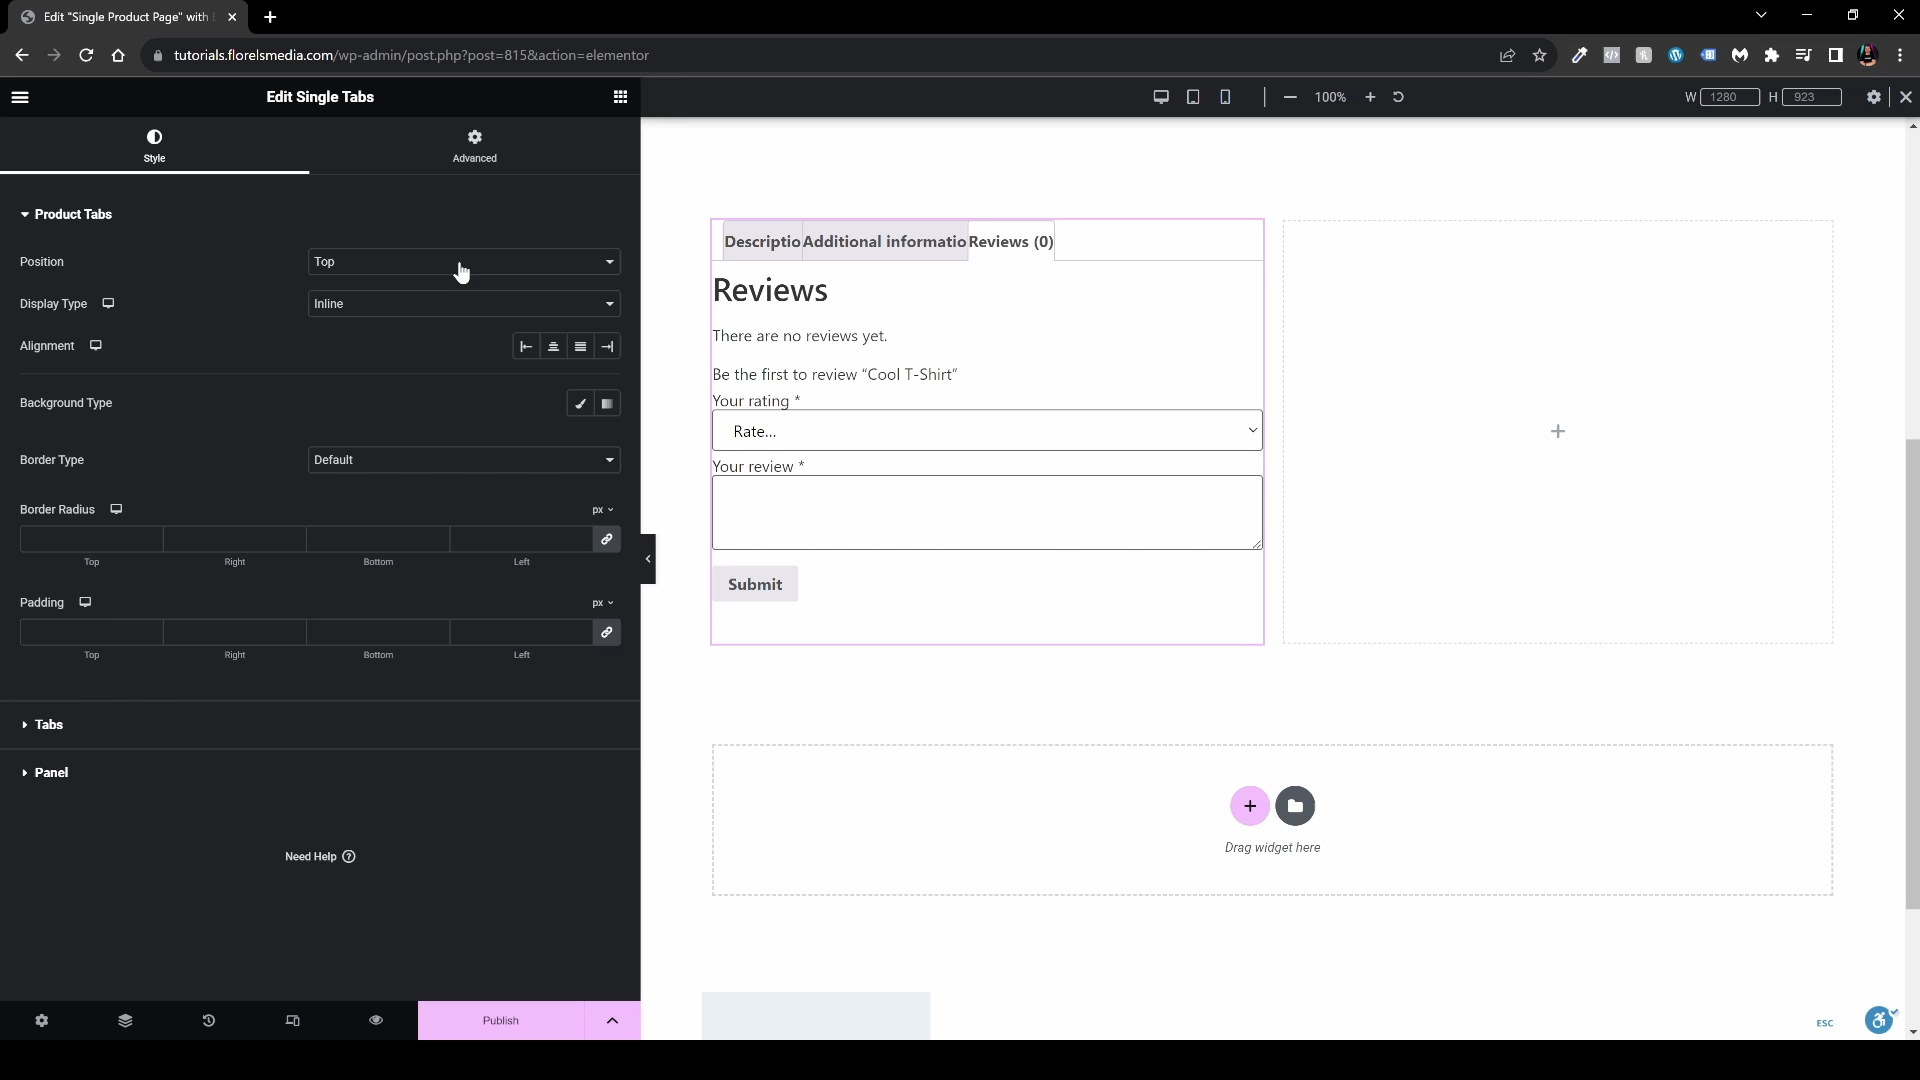 Edit "Single Product Page" with
tutorials.florelsmedia.com/wp-admin/post.php?post=815&action=elementor
Edit Single Tabs
100%
W 1280 H 923
Style
Advanced
Product Tabs
Position
Top
Display Type
Inline
Alignment
Background Type
Border Type
Default
Border Radius
px
Top Right Bottom Left
Padding
px
Top Right Bottom Left
Tabs
Panel
Need Help
Publish
Descriptio Additional informatio Reviews (0)
Reviews
There are no reviews yet.
Be the first to review “Cool T-Shirt”
Your rating *
Rate...
Your review *
Submit
Drag widget here
ESC